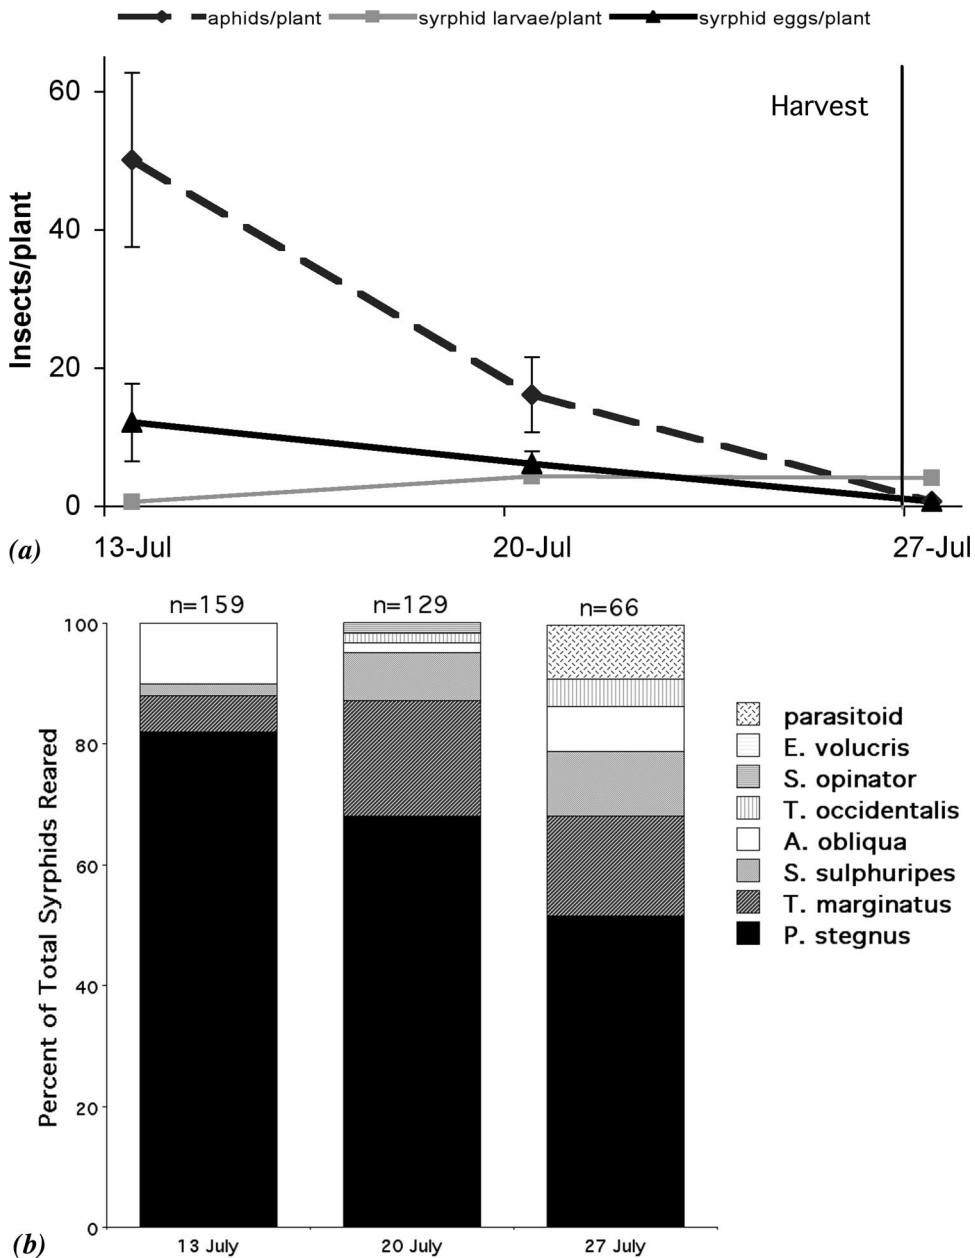 aphids/plant syrphid larvae/plant syrphid eggs/plant
60
40
20
0
Insects/plant
Harvest
13-Jul 20-Jul 27-Jul
(a)
n=159 n=129 n=66
100
80
60
40
20
0
Percent of Total Syrphids Reared
parasitoid
E. volucris
S. opinator
T. occidentalis
A. obliqua
S. sulphuripes
T. marginatus
P. stegnus
13 July 20 July 27 July
(b)